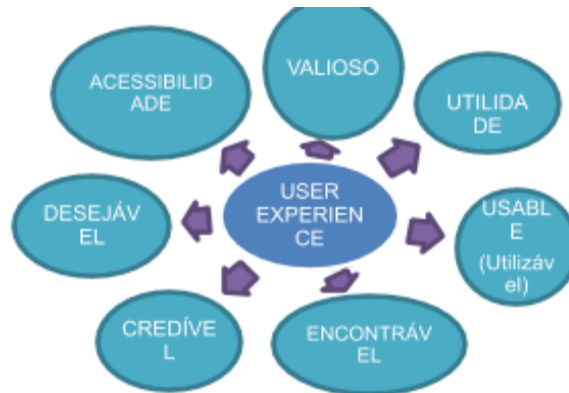 VALIOSO
ACESSIBILID
ADE
UTILIDA
DE
USER
EXPERIEN
CE
DESEJÁV
EL
USABL
E
(Utilizáv
el)
CREDÍVE
L
ENCONTRÁV
EL